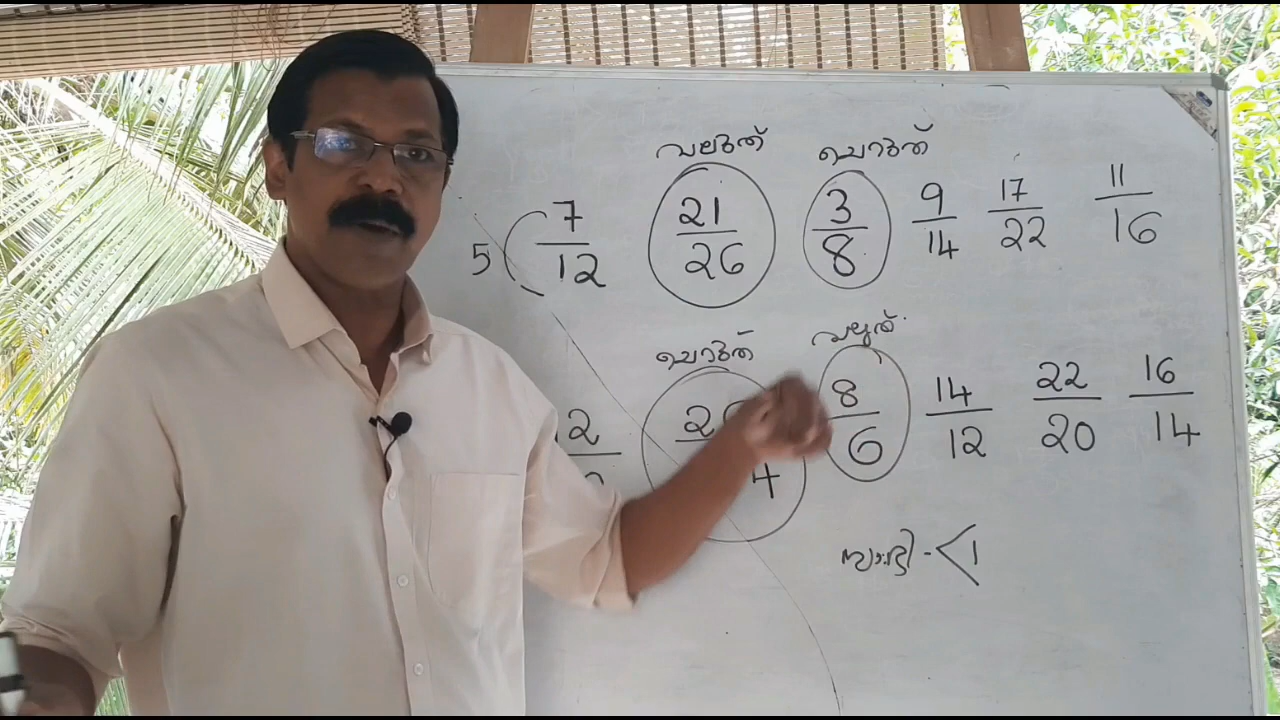 വലുത് ചെറുത്
5 ( 7/12 21/26 3/8 9/14 17/22 11/16
ചെറുത് വലുത്
8/6 14/12 22/20 16/14
- < 1